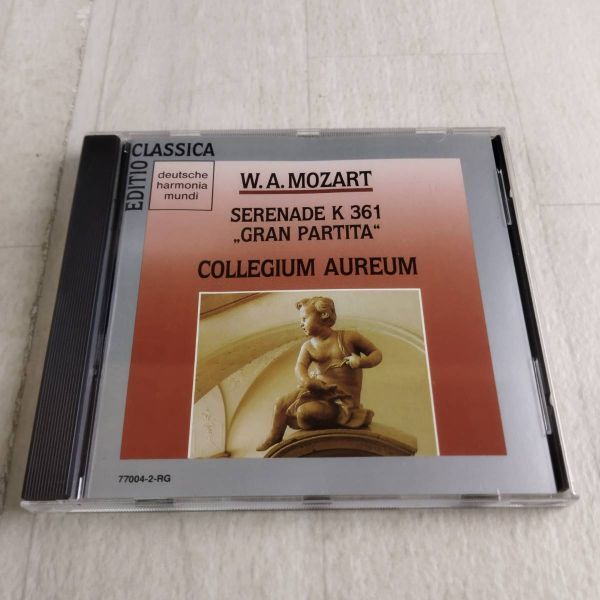 EDITIO CLASSICA
deutsche
harmonia
mundi
W. A. MOZART
SERENADE K 361
„GRAN PARTITA“
COLLEGIUM AUREUM
77004-2-RG